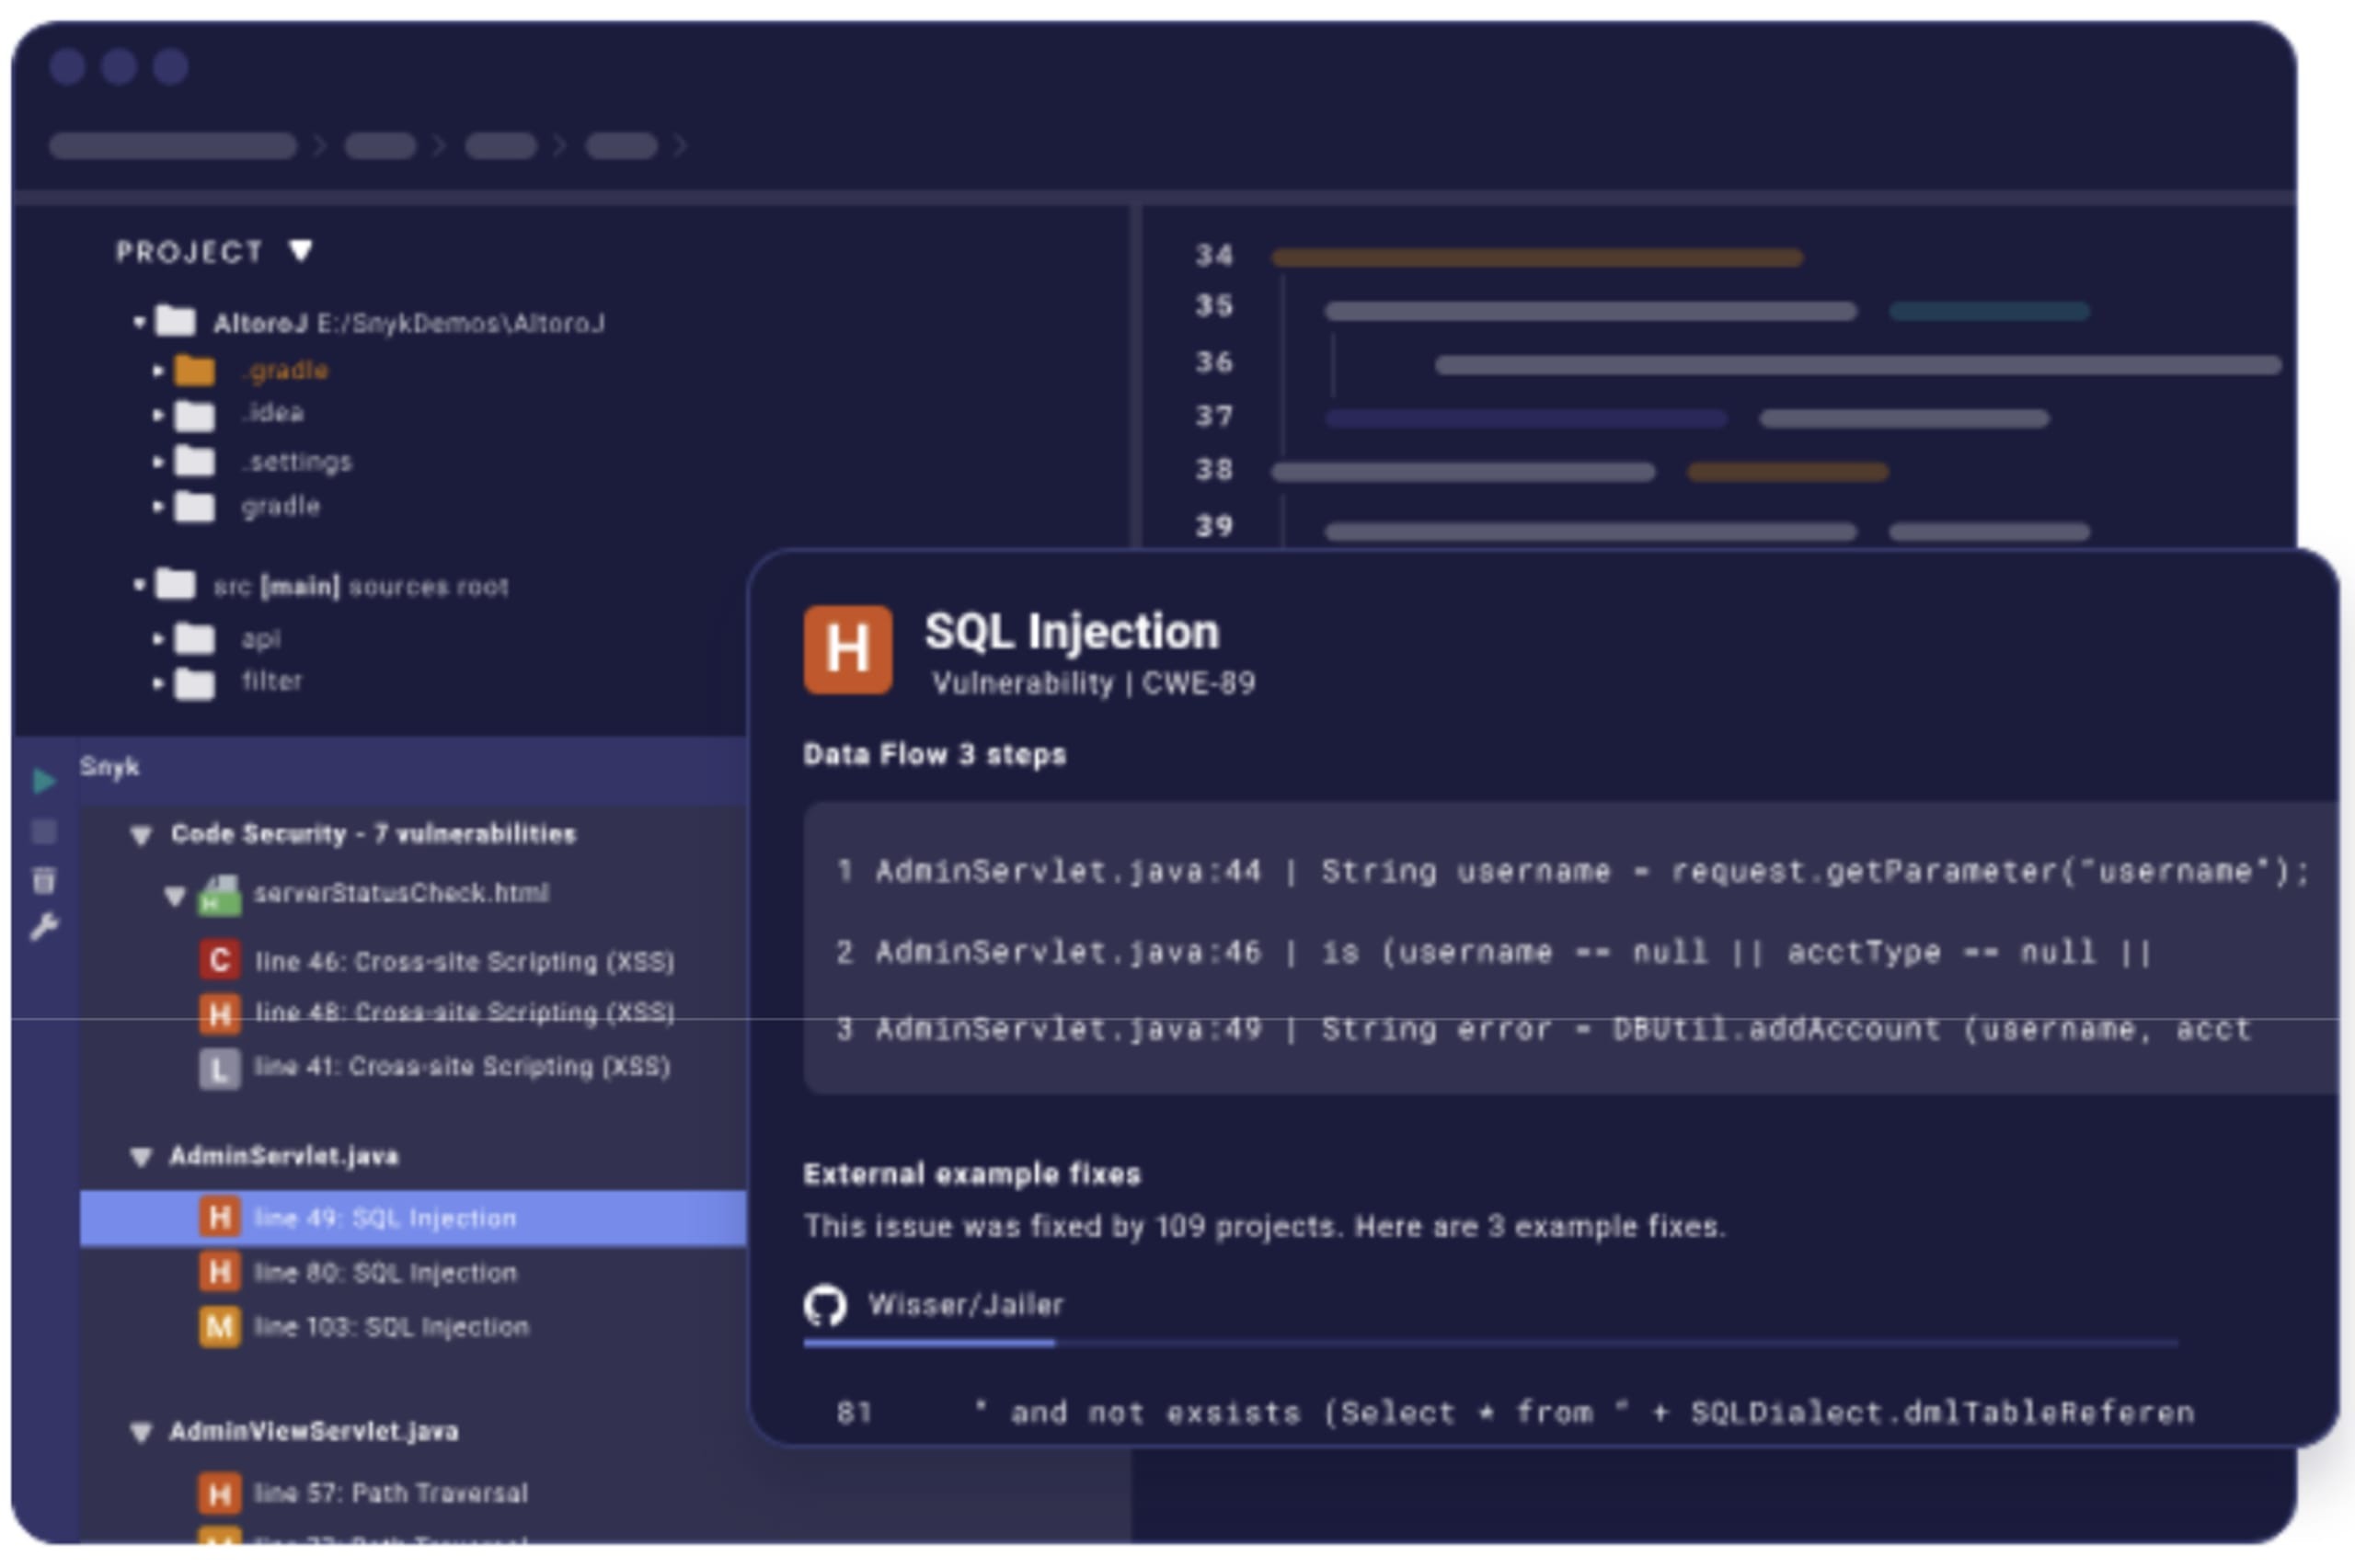 PROJECT
AltoroJ E:/SnykDemos\AltoroJ
.gradle
.idea
.settings
gradle
src [main] sources root
api
filter
34
35
36
37
38
39
Snyk
Code Security - 7 vulnerabilities
H
serverStatusCheck.html
C line 46: Cross-site Scripting (XSS)
H line 48: Cross-site Scripting (XSS)
L line 41: Cross-site Scripting (XSS)
AdminServlet.java
H line 49: SQL Injection
H line 80: SQL Injection
M line 103: SQL Injection
AdminViewServlet.java
H line 57: Path Traversal
H SQL Injection
Vulnerability | CWE-89
Data Flow 3 steps
1 AdminServlet.java:44 | String username = request.getParameter("username");
2 AdminServlet.java:46 | is (username == null || acctType == null ||
3 AdminServlet.java:49 | String error = DBUtil.addAccount (username, acct
External example fixes
This issue was fixed by 109 projects. Here are 3 example fixes.
Wisser/Jailer
81 " and not exsists (Select * from " + SQLDialect.dmlTableReferen